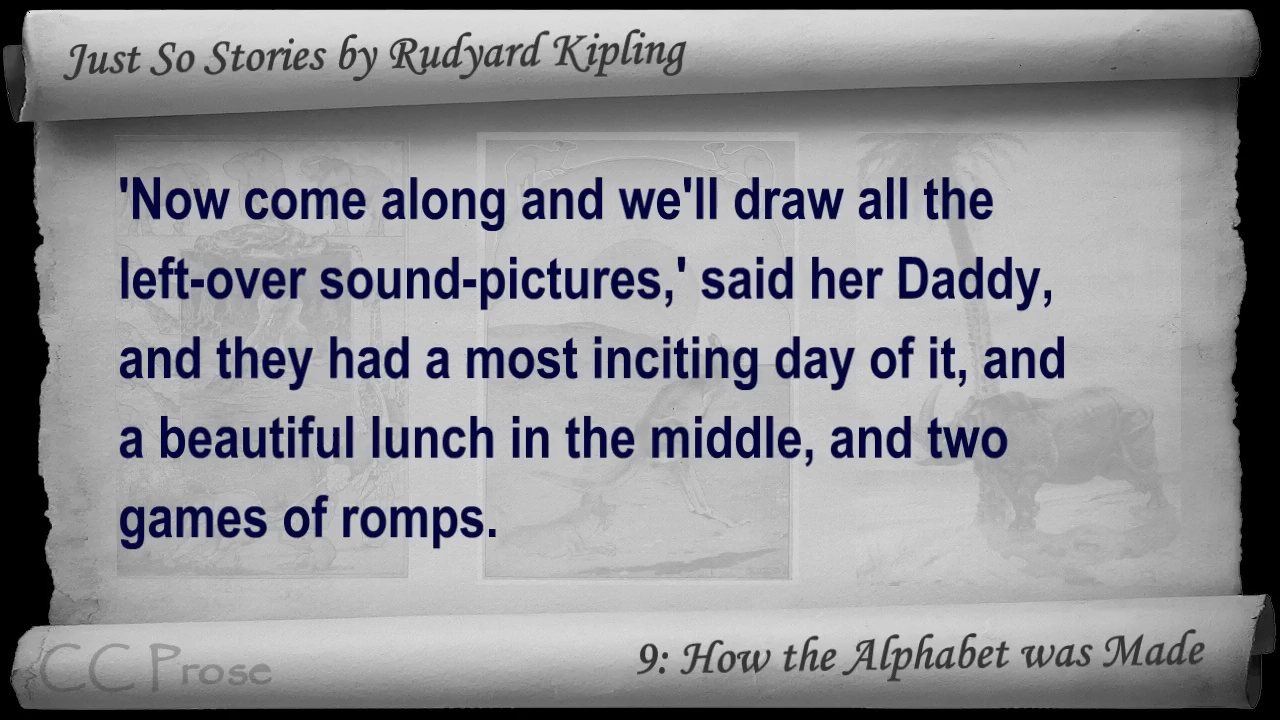 Just So Stories by Rudyard Kipling
'Now come along and we'll draw all the
left-over sound-pictures,' said her Daddy,
and they had a most inciting day of it, and
a beautiful lunch in the middle, and two
games of romps.
CC Prose
9: How the Alphabet was Made